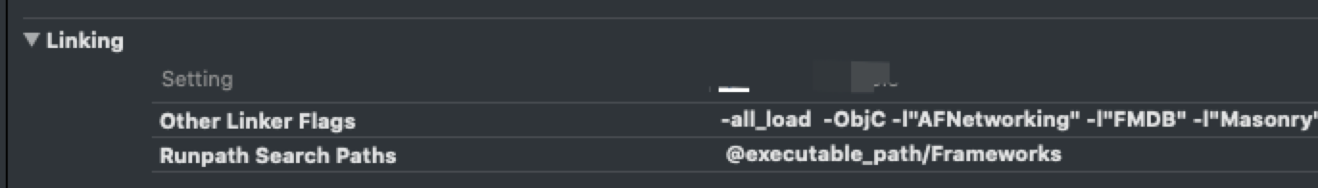 Linking
Setting
Other Linker Flags -all_load -ObjC -l"AFNetworking" -l"FMDB" -l"Masonry"
Runpath Search Paths @executable_path/Frameworks